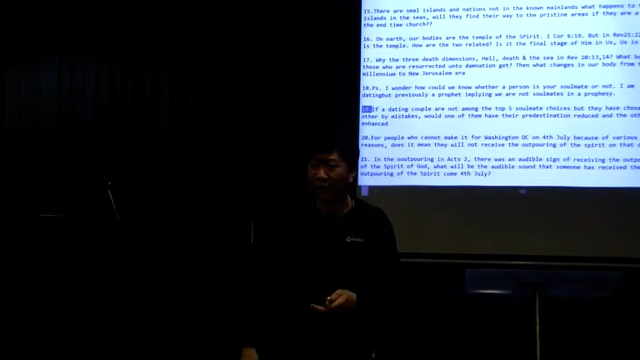 15.There are smal islands and nations not in the known mainlands what happens to
islands in the seas, will they find their way to the pristine areas if they are a
the end time church??
16. On earth, our bodies are the temple of the SPirit. 1 Cor 6:19. But in Rev21:22
is the temple. How are the two related? Is it the final stage of Him in Us, Us in
17. Why the three death dimensions, Hell, death & the sea in Rev 20:13,14? What
those who are resurrected unto damnation get? Then what changes in our body from
millennium to New Jerusalem era
18.Ps. I wonder how could we know whether a person is your soulmate or not. I am
datingbut previously a prophet implying we are not soulmates in a prophesy.
19.If a dating couple are not among the top 5 soulmate choices but they have
other by mistakes, would one of them have their predestination reduced and the
enhanced
20.For people who cannot make it for Washington DC on 4th July because of various
reasons, does it mean they will not receive the outpouring of the spirit on that
21. In the ooutpouring in Acts 2, there was an audible sign of receiving the
of the Spirit of God, what will be the audible sound that someone has received the
outpouring of the Spirit come 4th July?